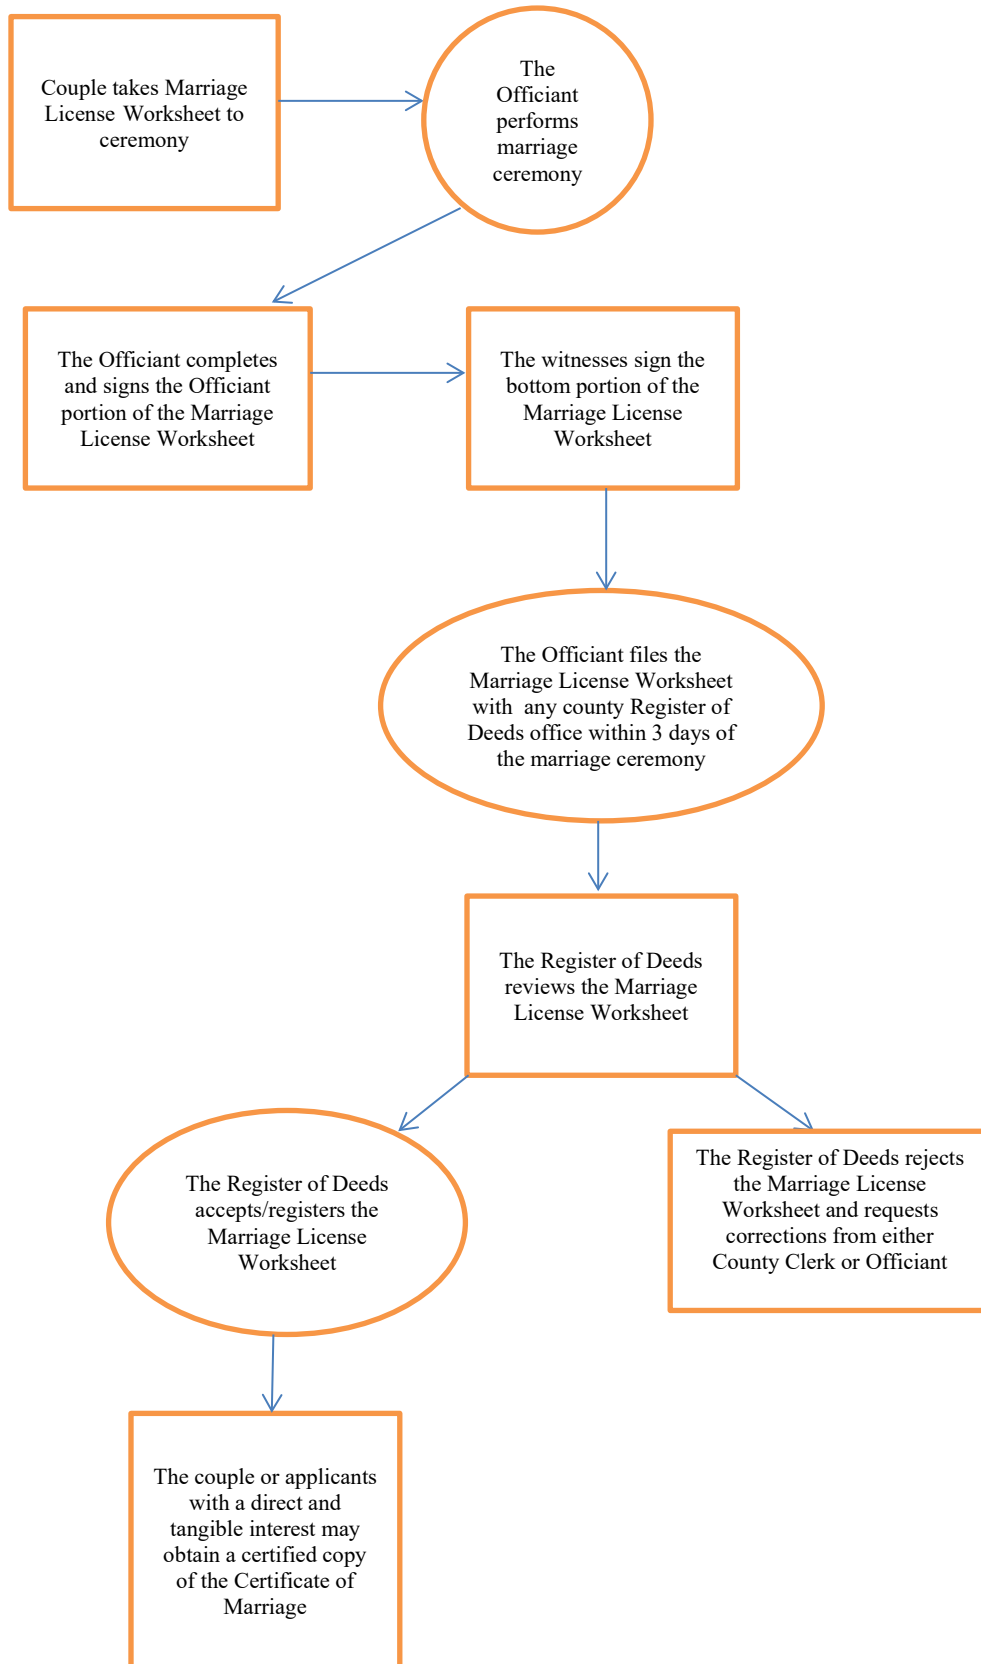 Couple takes Marriage
License Worksheet to
ceremony
The
Officiant
performs
marriage
ceremony
The Officiant completes
and signs the Officiant
portion of the Marriage
License Worksheet
The witnesses sign the
bottom portion of the
Marriage License
Worksheet
The Officiant files the
Marriage License Worksheet
with  any county Register of
Deeds office within 3 days of
the marriage ceremony
The Register of Deeds
reviews the Marriage
License Worksheet
The Register of Deeds
accepts/registers the
Marriage License
Worksheet
The Register of Deeds rejects
the Marriage License
Worksheet and requests
corrections from either
County Clerk or Officiant
The couple or applicants
with a direct and
tangible interest may
obtain a certified copy
of the Certificate of
Marriage